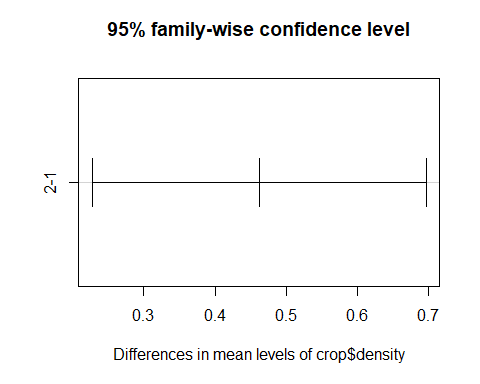 95% family-wise confidence level
2-1
0.3 0.4 0.5 0.6 0.7
Differences in mean levels of crop$density